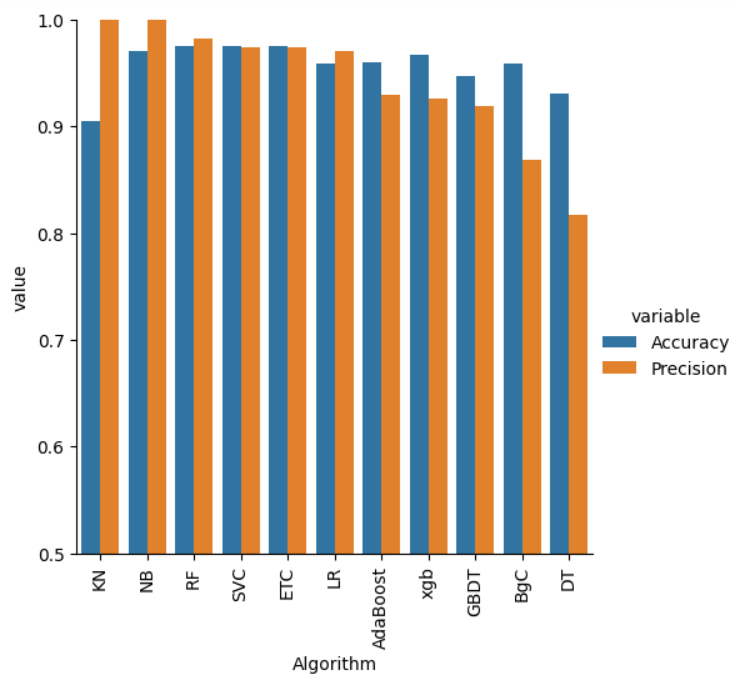 1.0
0.9
0.8
0.7
0.6
0.5
value
KN
NB
RF
SVC
ETC
LR
AdaBoost
xgb
GBDT
BgC
DT
Algorithm
variable
Accuracy
Precision